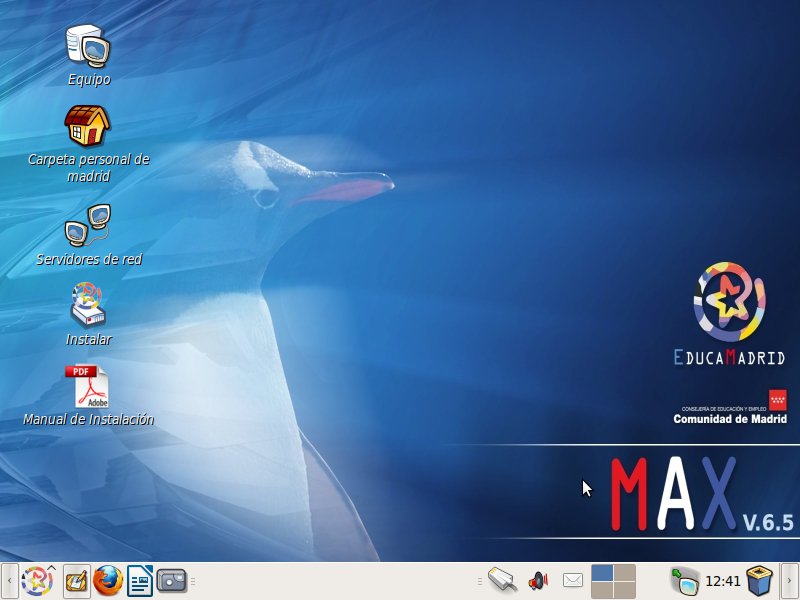 Equipo
Carpeta personal de
madrid
Servidores de red
Instalar
PDF
Adobe
Manual de Instalación
EDUCAMADRID
CONSEJERÍA DE EDUCACIÓN Y EMPLEO
Comunidad de Madrid
MAX V.6.5
12:41